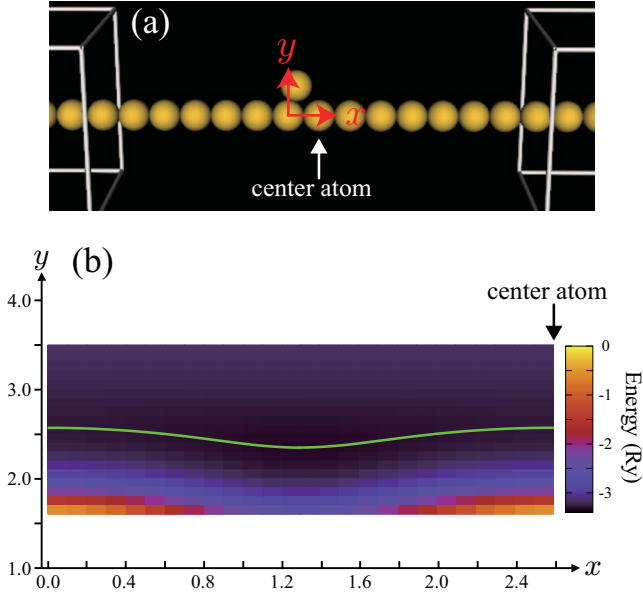 (a)
y
x
center atom
(b)
y
center atom
4.0
3.0
2.0
1.0
0.0 0.4 0.8 1.2 1.6 2.0 2.4 x
0
-1
-2
-3
Energy (Ry)